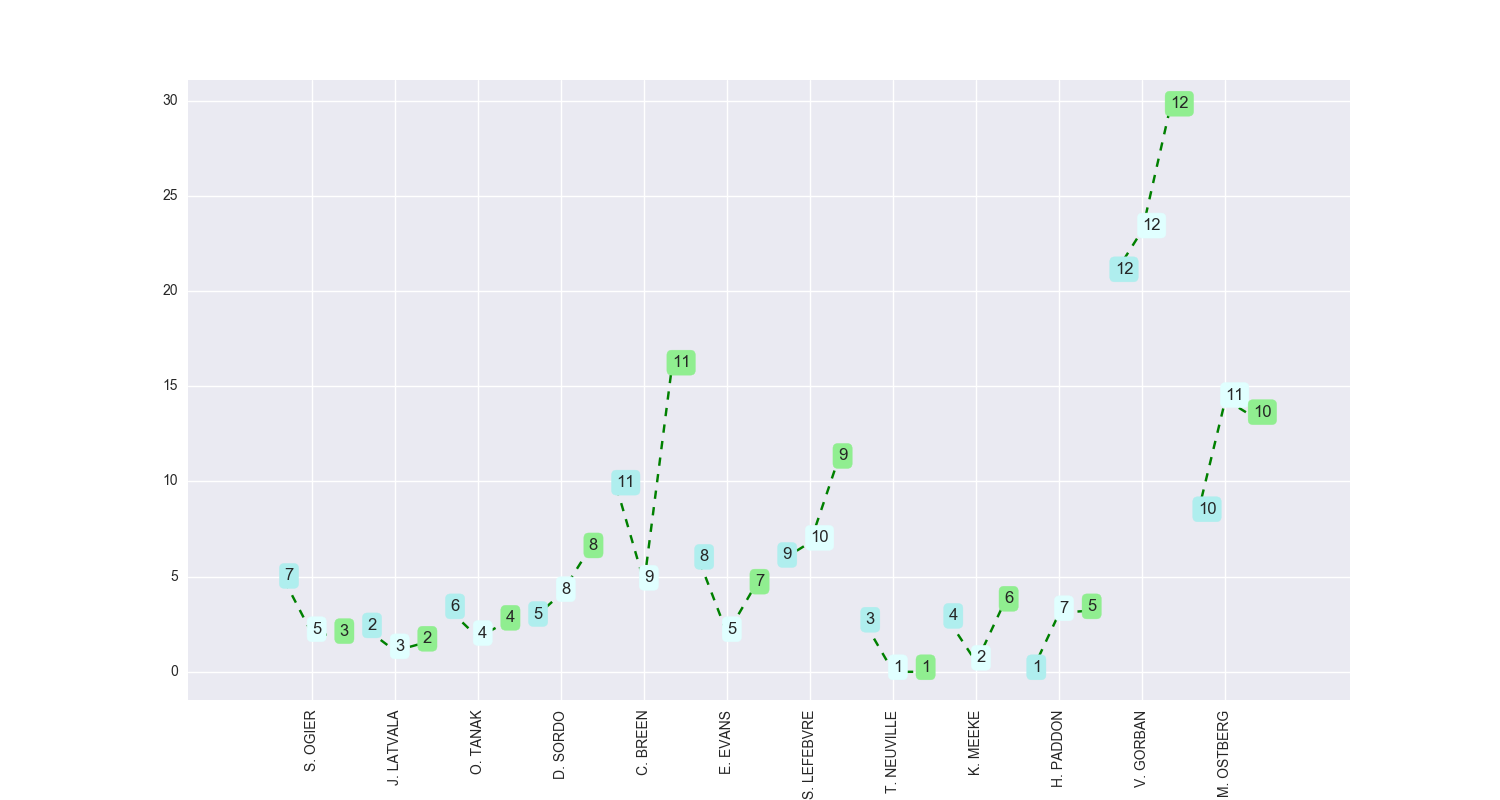 30
25
20
15
10
5
0
7 5 3
2 3 2
6 4 4
5 8 8
11 9 11
8 5 7
9 10 9
3 1 1
4 2 6
1 7 5
12 12 12
10 11 10
S. OGIER
J. LATVALA
O. TANAK
D. SORDO
C. BREEN
E. EVANS
S. LEFEBVRE
T. NEUVILLE
K. MEEKE
H. PADDON
V. GORBAN
M. OSTBERG